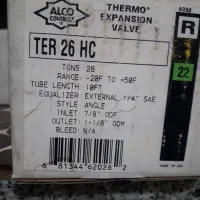 ALCO
CONTROLS
THERMO®
EXPANSION
VALVE
R
TER 26 HC
22
TONS 26
RANGE: -20F TO +50F
TUBE LENGTH: 10FT
EQUALIZER: EXTERNAL 1/4" SAE
STYLE: ANGLE
INLET: 7/8" ODF
OUTLET: 1-1/8" ODM
BLEED: N/A
6 81344 62026 2